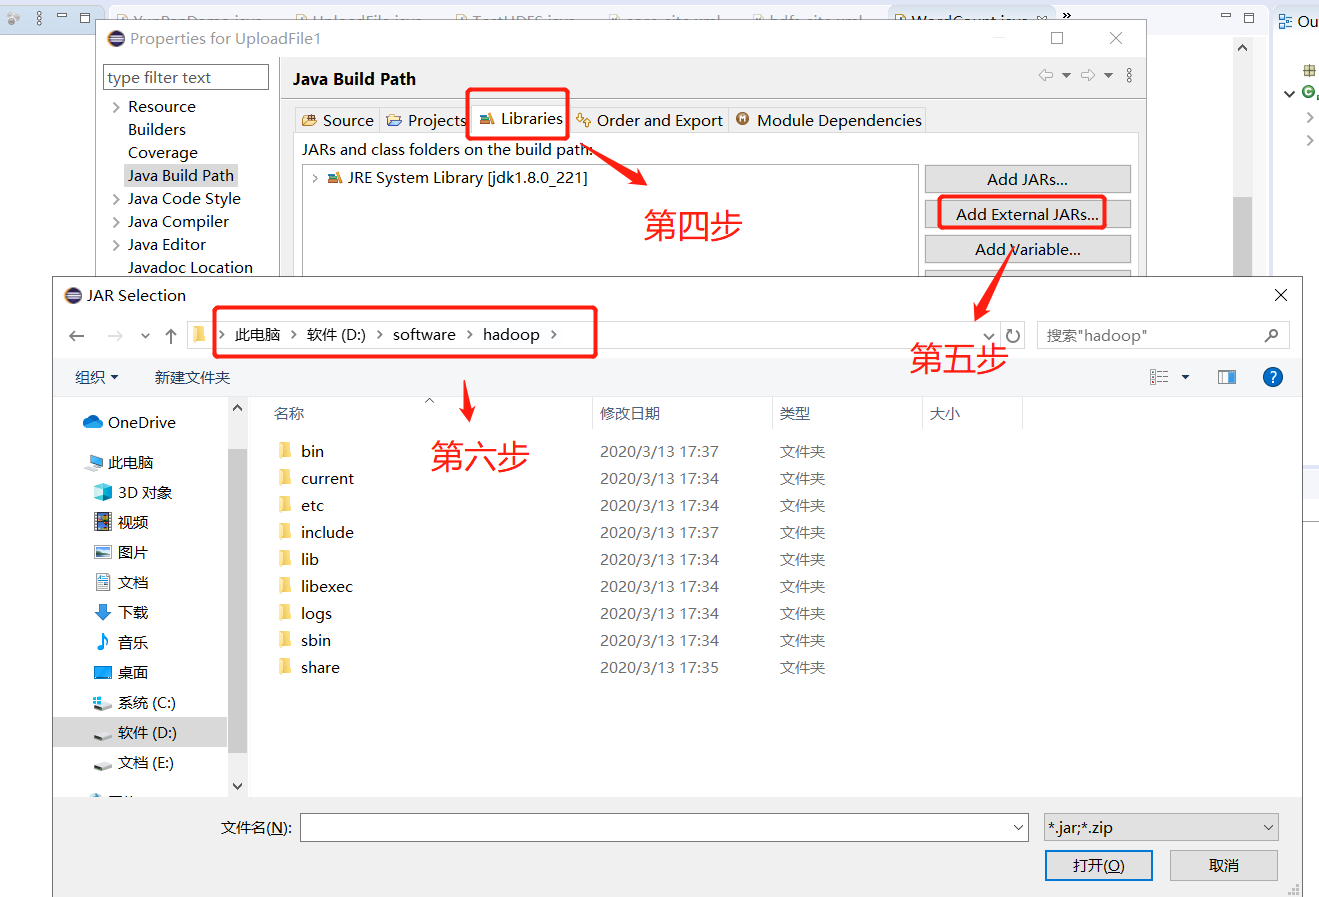 WordCount.java
»
Ou
Properties for UploadFile1
type filter text
Java Build Path
Resource
Builders
Coverage
Java Build Path
Java Code Style
Java Compiler
Java Editor
Javadoc Location
Source
Projects
Libraries
Order and Export
Module Dependencies
JARs and class folders on the build path:
JRE System Library [jdk1.8.0_221]
Add JARs...
Add External JARs...
Add Variable...
第四步
JAR Selection
此电脑 > 软件 (D:) > software > hadoop >
搜索"hadoop"
第五步
组织
新建文件夹
第六步
OneDrive
此电脑
3D 对象
视频
图片
文档
下载
音乐
桌面
系统 (C:)
软件 (D:)
文档 (E:)
名称 修改日期 类型 大小
bin 2020/3/13 17:37 文件夹
current 2020/3/13 17:34 文件夹
etc 2020/3/13 17:34 文件夹
include 2020/3/13 17:37 文件夹
lib 2020/3/13 17:34 文件夹
libexec 2020/3/13 17:34 文件夹
logs 2020/3/13 17:34 文件夹
sbin 2020/3/13 17:34 文件夹
share 2020/3/13 17:35 文件夹
文件名(N):
*.jar;*.zip
打开(O)
取消